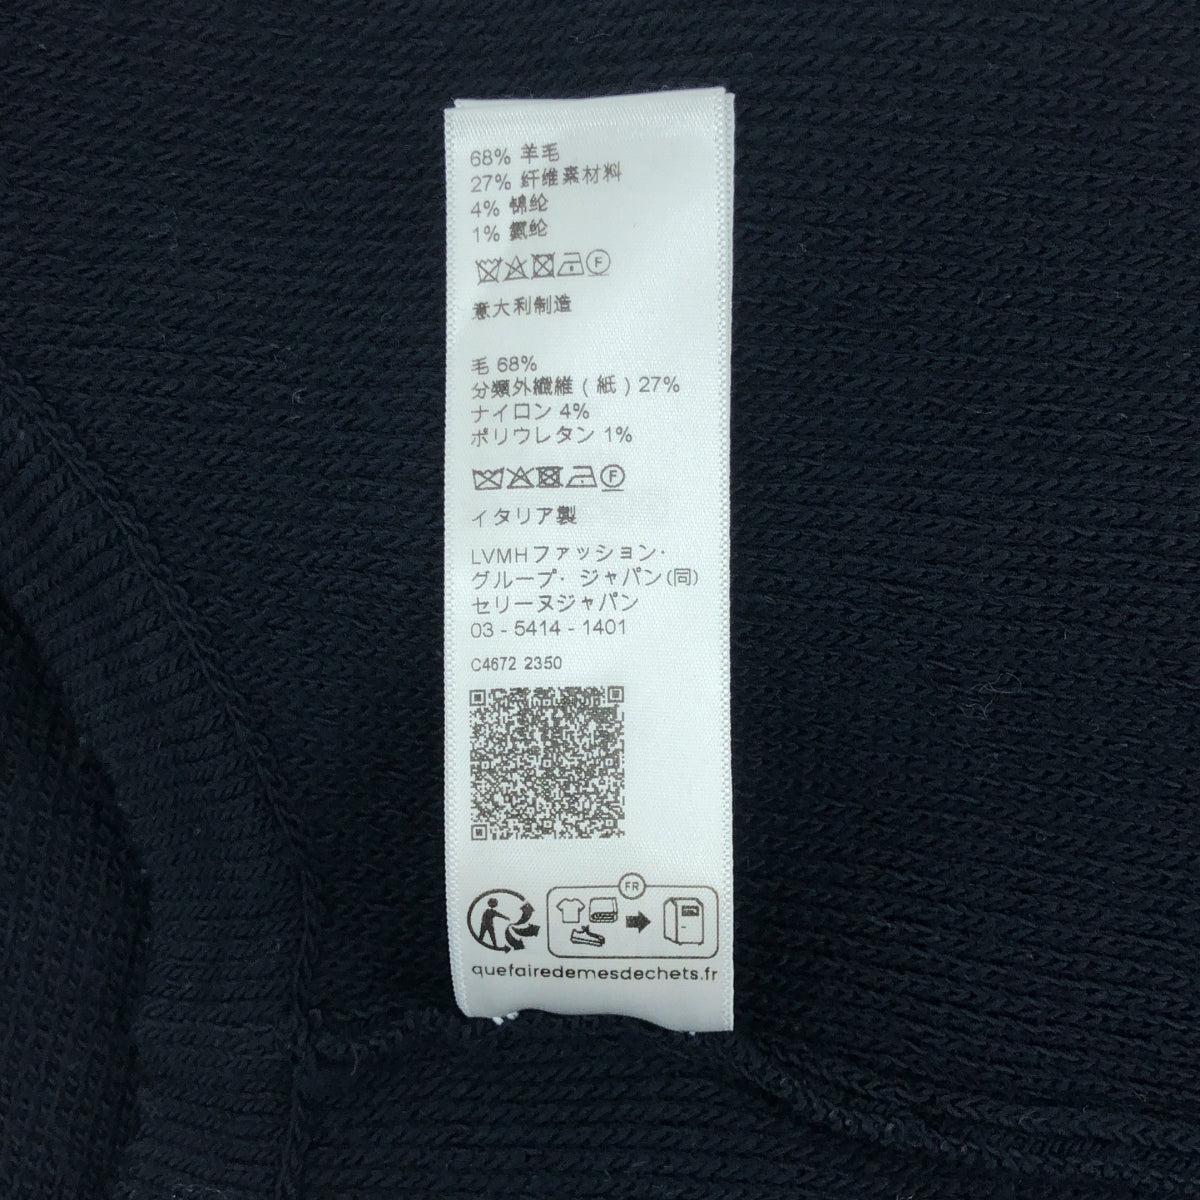 68% 羊毛
27% 纤维素材料
4% 锦纶
1% 氨纶
F
意大利制造
毛 68%
分類外繊維 ( 紙 ) 27%
ナイロン 4%
ポリウレタン 1%
F
イタリア製
LVMHファッション·
グループ· ジャパン(同)
セリーヌジャパン
03 - 5414 - 1401
C4672 2350
FR
quefairedemesdechets.fr